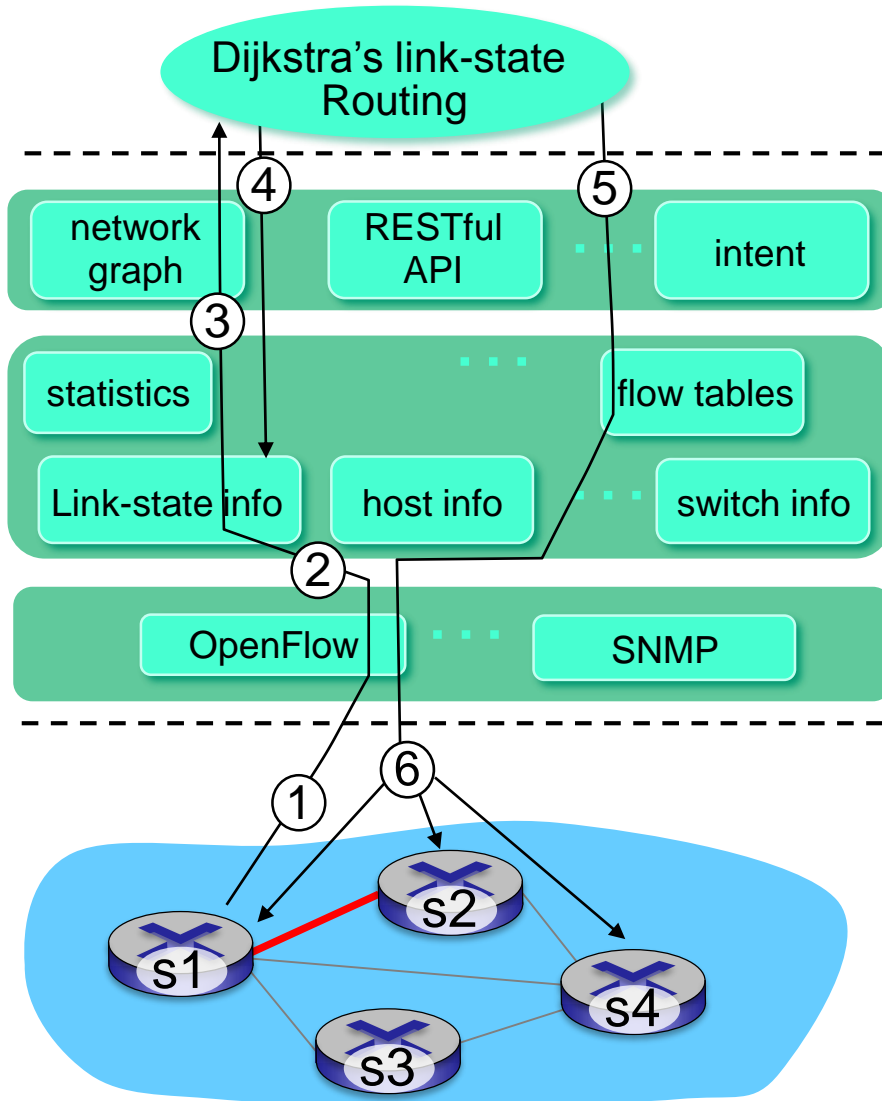 Dijkstra's link-state
Routing
4
5
network
graph
RESTful
API
. . .
intent
3
. . .
statistics
flow tables
Link-state info
host info
. . .
switch info
2
OpenFlow
. . .
SNMP
6
1
s2
s1
s4
s3